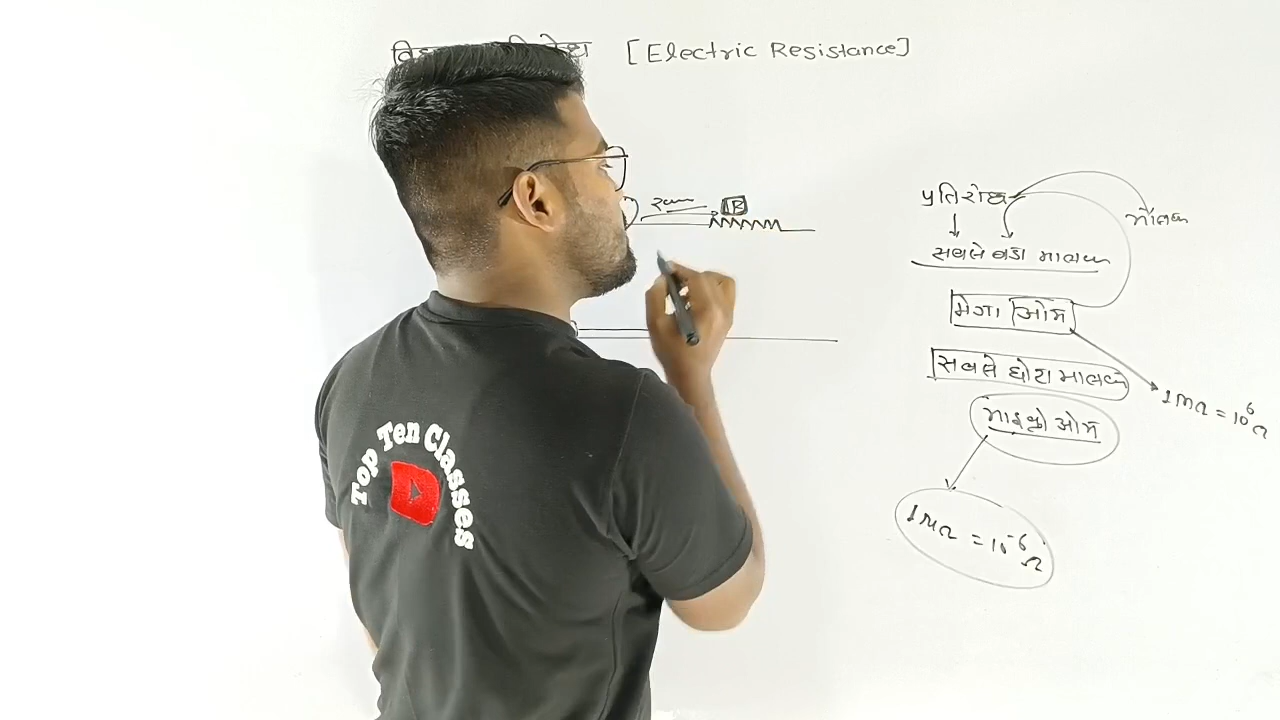 [Electric Resistance]
प्रतिरोध
मात्रक
सबसे बडा मात्रक
मेगा ओम
1MΩ = 10⁶Ω
सबसे छोटा मात्रक
माइक्रो ओम
1μΩ = 10⁻⁶Ω
B
Top Ten Classes